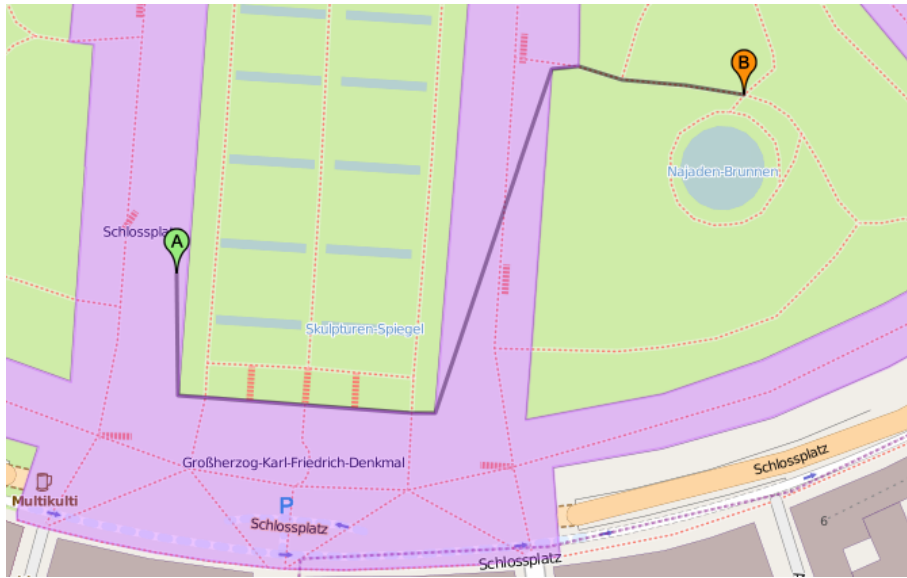 B
Najaden-Brunnen
Schlossplatz
A
Skulpturen-Spiegel
Großherzog-Karl-Friedrich-Denkmal
Schlossplatz
Multikulti
P
Schlossplatz
6
Schlossplatz